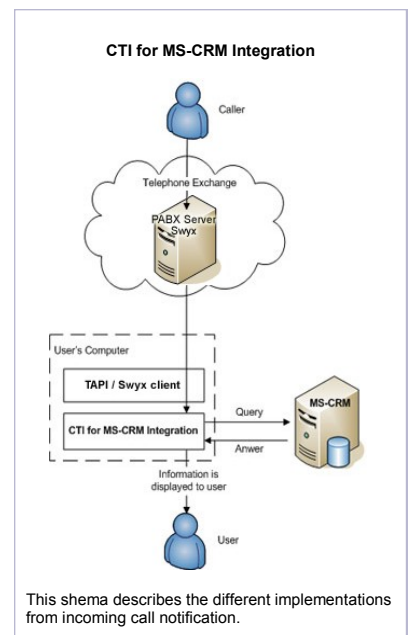 CTI for MS-CRM Integration
Caller
Telephone Exchange
PABX Server
Swyx
User's Computer
TAPI / Swyx client
MS-CRM
CTI for MS-CRM Integration
Query
Anwer
Information is
displayed to user
User
This shema describes the different implementations
from incoming call notification.